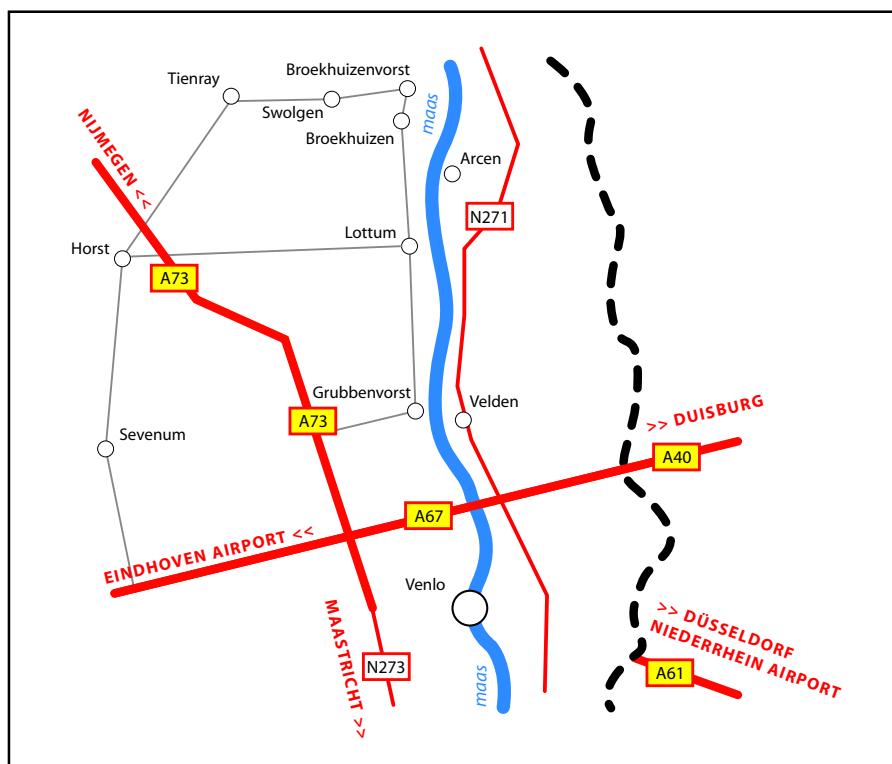 Broekhuizenvorst
Tienray
Swolgen
maas
NIJMEGEN <<
Broekhuizen
Arcen
N271
Lottum
Horst
A73
Grubbenvorst
Velden
A73
>> DUISBURG
Sevenum
A40
A67
EINDHOVEN AIRPORT <<
Venlo
MAASTRICHT >>
>> DÜSSELDORF
NIEDERRHEIN AIRPORT
N273
maas
A61